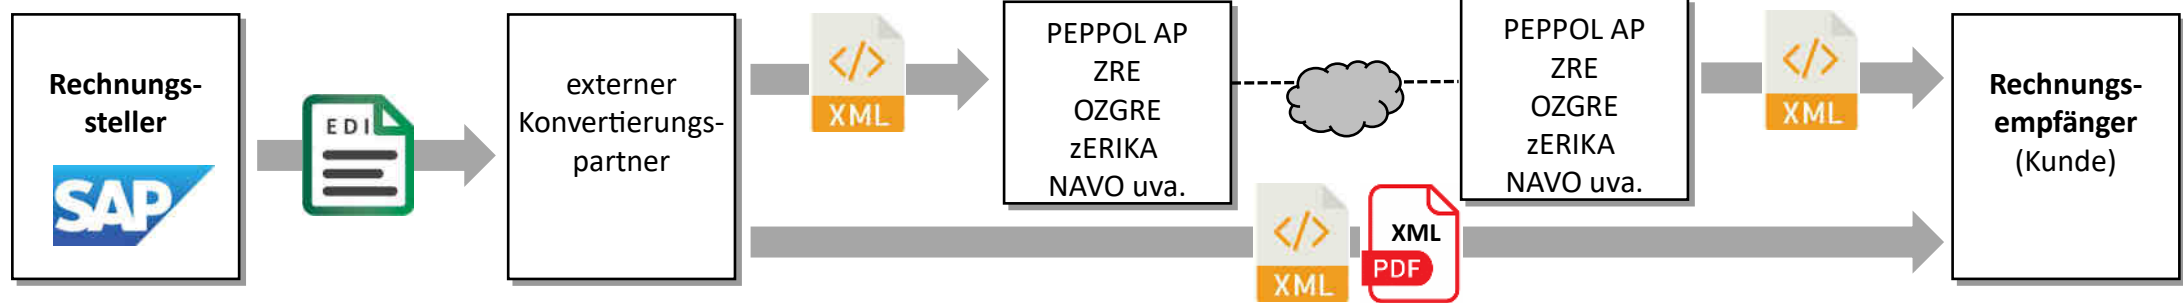 Rechnungs-
steller
SAP
EDI
externer
Konvertierungs-
partner
</>
XML
PEPPOL AP
ZRE
OZGRE
zERIKA
NAVO uva.
PEPPOL AP
ZRE
OZGRE
zERIKA
NAVO uva.
</>
XML
</>
XML
XML
PDF
Rechnungs-
empfänger
(Kunde)